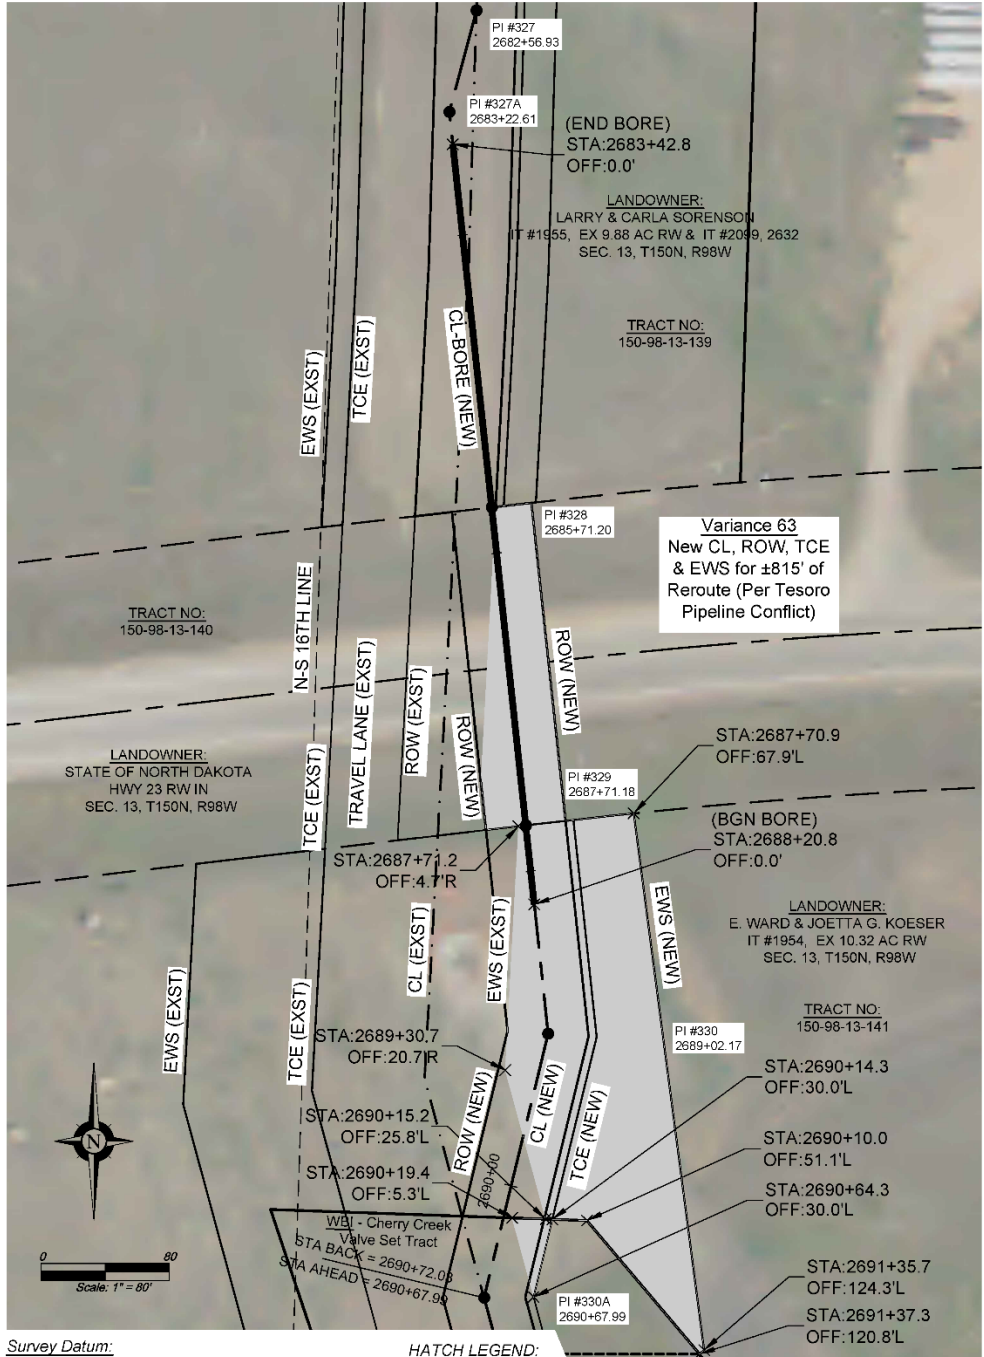 PI #327
2682+56.93
PI #327A
2683+22.61
(END BORE)
STA:2683+42.8
OFF:0.0'
LANDOWNER:
LARRY & CARLA SORENSON
IT #1955, EX 9.88 AC RW & IT #2099, 2632
SEC. 13, T150N, R98W
TRACT NO:
150-98-13-139
EWS (EXST)
TCE (EXST)
CL-BORE (NEW)
PI #328
2685+71.20
Variance 63
New CL, ROW, TCE
& EWS for ±815' of
Reroute (Per Tesoro
Pipeline Conflict)
TRACT NO:
150-98-13-140
N-S 16TH LINE
TRAVEL LANE (EXST)
ROW (EXST)
ROW (NEW)
ROW (NEW)
LANDOWNER:
STATE OF NORTH DAKOTA
HWY 23 RW IN
SEC. 13, T150N, R98W
TCE (EXST)
STA:2687+70.9
OFF:67.9'L
PI #329
2687+71.18
(BGN BORE)
STA:2688+20.8
OFF:0.0'
STA:2687+71.2
OFF:4.7'R
LANDOWNER:
E. WARD & JOETTA G. KOESER
IT #1954, EX 10.32 AC RW
SEC. 13, T150N, R98W
EWS (NEW)
CL (EXST)
EWS (EXST)
EWS (EXST)
TCE (EXST)
TRACT NO:
150-98-13-141
PI #330
2689+02.17
STA:2689+30.7
OFF:20.7'R
STA:2690+14.3
OFF:30.0'L
ROW (NEW)
CL (NEW)
TCE (NEW)
STA:2690+15.2
OFF:25.8'L
STA:2690+10.0
OFF:51.1'L
STA:2690+19.4
OFF:5.3'L
2690+00
STA:2690+64.3
OFF:30.0'L
N
WBI - Cherry Creek
Valve Set Tract
STA BACK = 2690+72.03
STA AHEAD = 2690+67.99
0 80
Scale: 1" = 80'
STA:2691+35.7
OFF:124.3'L
PI #330A
2690+67.99
STA:2691+37.3
OFF:120.8'L
Survey Datum:
HATCH LEGEND: